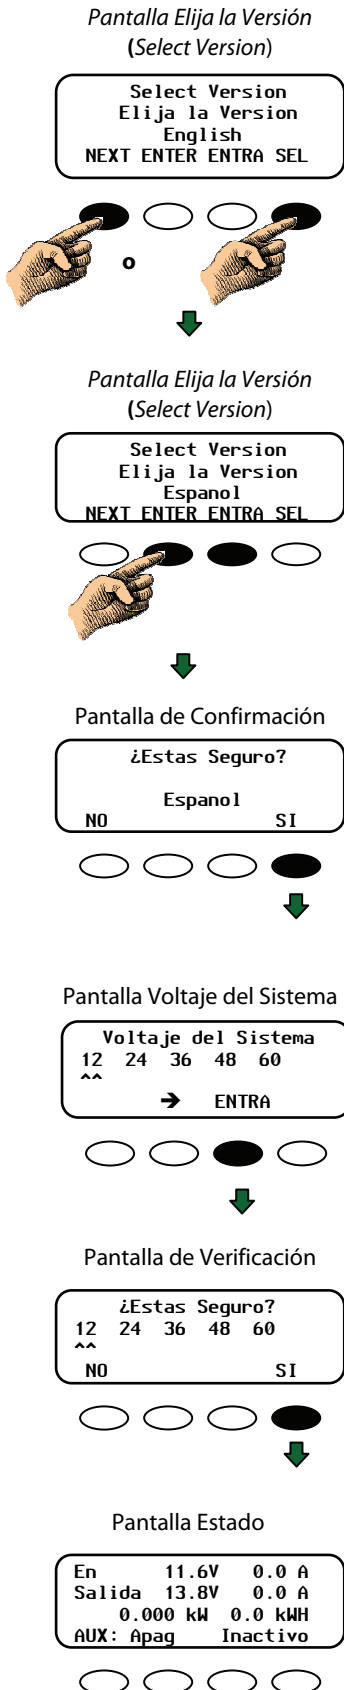 Pantalla Elija la Versión
(Select Version)
Select Version
Elija la Version
English
NEXT ENTER ENTRA SEL
o
Pantalla Elija la Versión
(Select Version)
Select Version
Elija la Version
Espanol
NEXT ENTER ENTRA SEL
Pantalla de Confirmación
¿Estas Seguro?
Espanol
NO SI
Pantalla Voltaje del Sistema
Voltaje del Sistema
12 24 36 48 60
^^
➔ ENTRA
Pantalla de Verificación
¿Estas Seguro?
12 24 36 48 60
^^
NO SI
Pantalla Estado
En 11.6V 0.0 A
Salida 13.8V 0.0 A
0.000 kW 0.0 kWH
AUX: Apag Inactivo